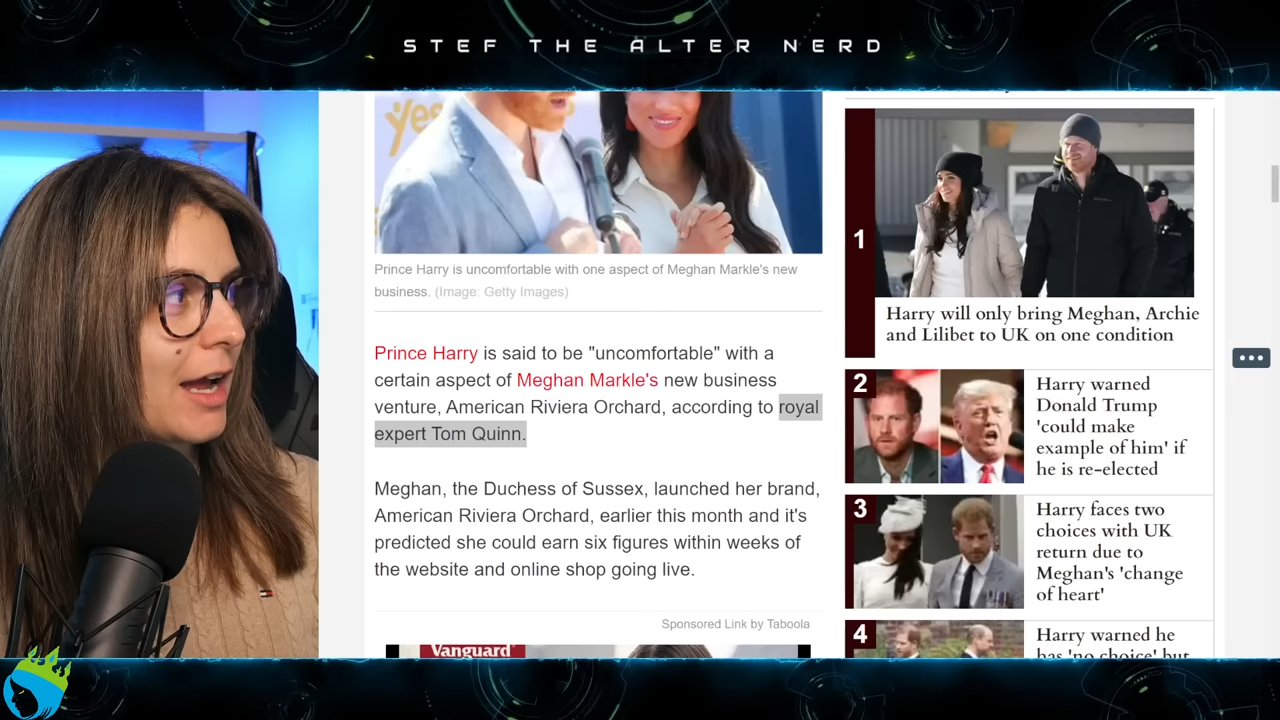 STEF THE ALTER NERD
Yes
Prince Harry is uncomfortable with one aspect of Meghan Markle's new
business. (Image: Getty Images)
Prince Harry is said to be "uncomfortable" with a
certain aspect of Meghan Markle's new business
venture, American Riviera Orchard, according to royal
expert Tom Quinn.
Meghan, the Duchess of Sussex, launched her brand,
American Riviera Orchard, earlier this month and it's
predicted she could earn six figures within weeks of
the website and online shop going live.
Sponsored Link by Taboola
Vanguard
1
Harry will only bring Meghan, Archie
and Lilibet to UK on one condition
2
Harry warned
Donald Trump
'could make
example of him' if
he is re-elected
3
Harry faces two
choices with UK
return due to
Meghan's 'change
of heart'
4
Harry warned he
has 'no choice' but